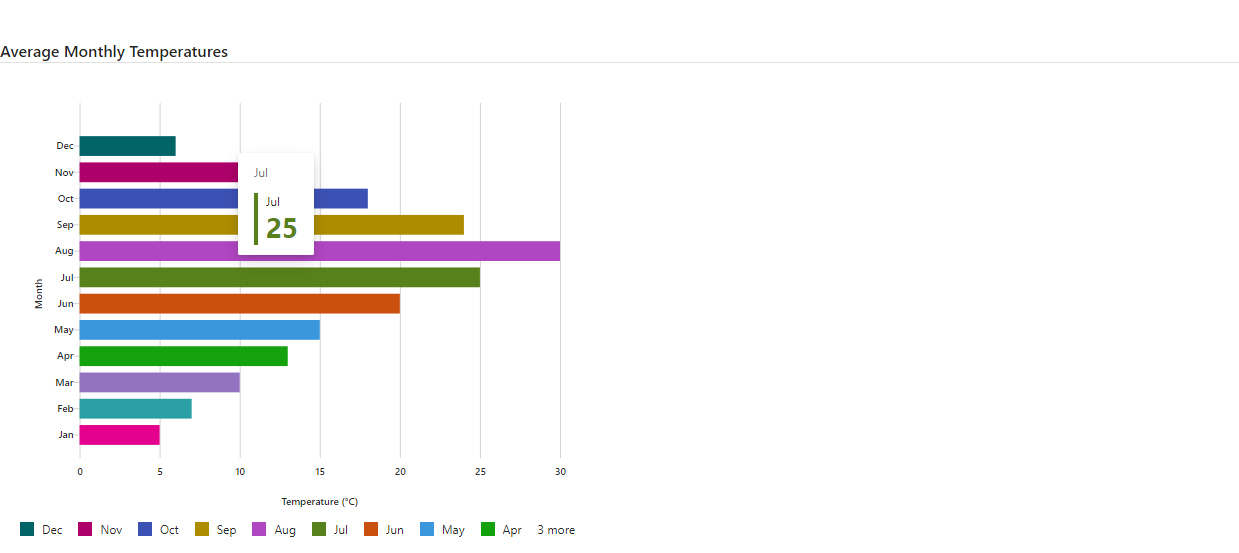 Average Monthly Temperatures
Dec
Nov
Jul
Oct
Jul
Sep
25
Aug
Jul
Month
Jun
May
Apr
Mar
Feb
Jan
0 5 10 15 20 25 30
Temperature (°C)
Dec Nov Oct Sep Aug Jul Jun May Apr 3 more